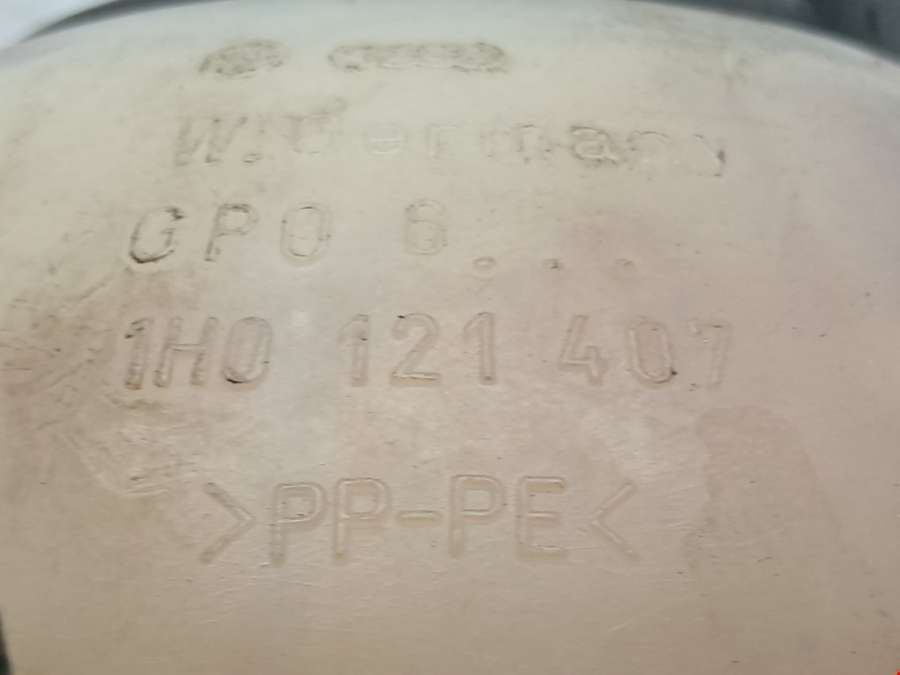 W. Germany
GPO 6...
1H0 121 407
>PP-PE<